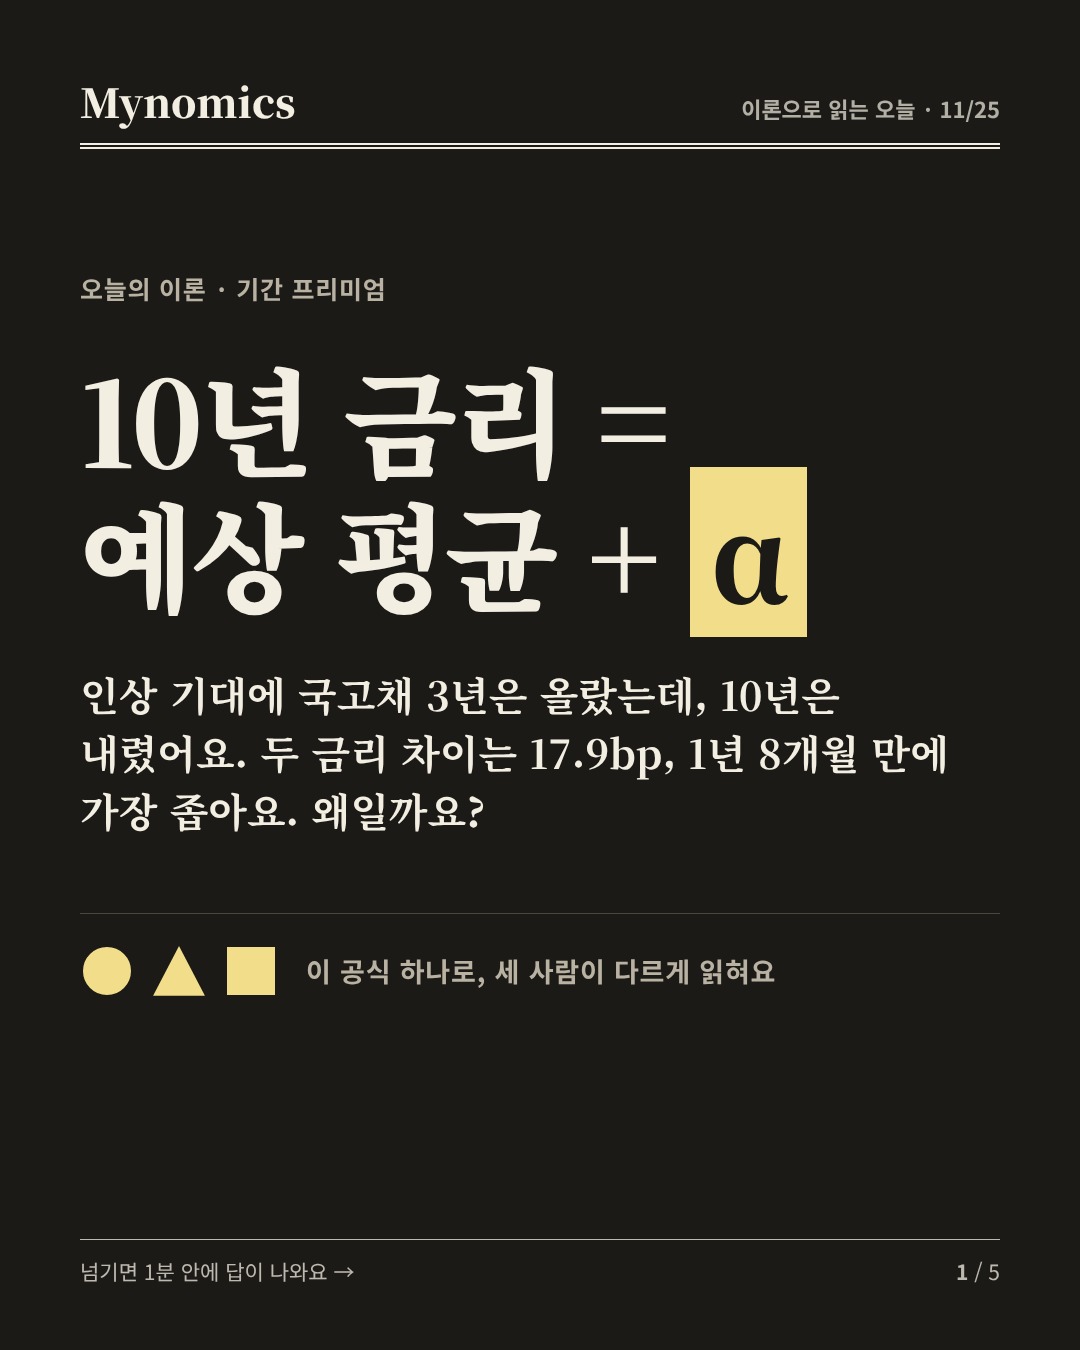 Mynomics
이론으로 읽는 오늘 · 11/25
오늘의 이론 · 기간 프리미엄
10년 금리 =
예상 평균 + α
인상 기대에 국고채 3년은 올랐는데, 10년은
내렸어요. 두 금리 차이는 17.9bp, 1년 8개월 만에
가장 좁아요. 왜일까요?
이 공식 하나로, 세 사람이 다르게 읽혀요
넘기면 1분 안에 답이 나와요 →
1 / 5